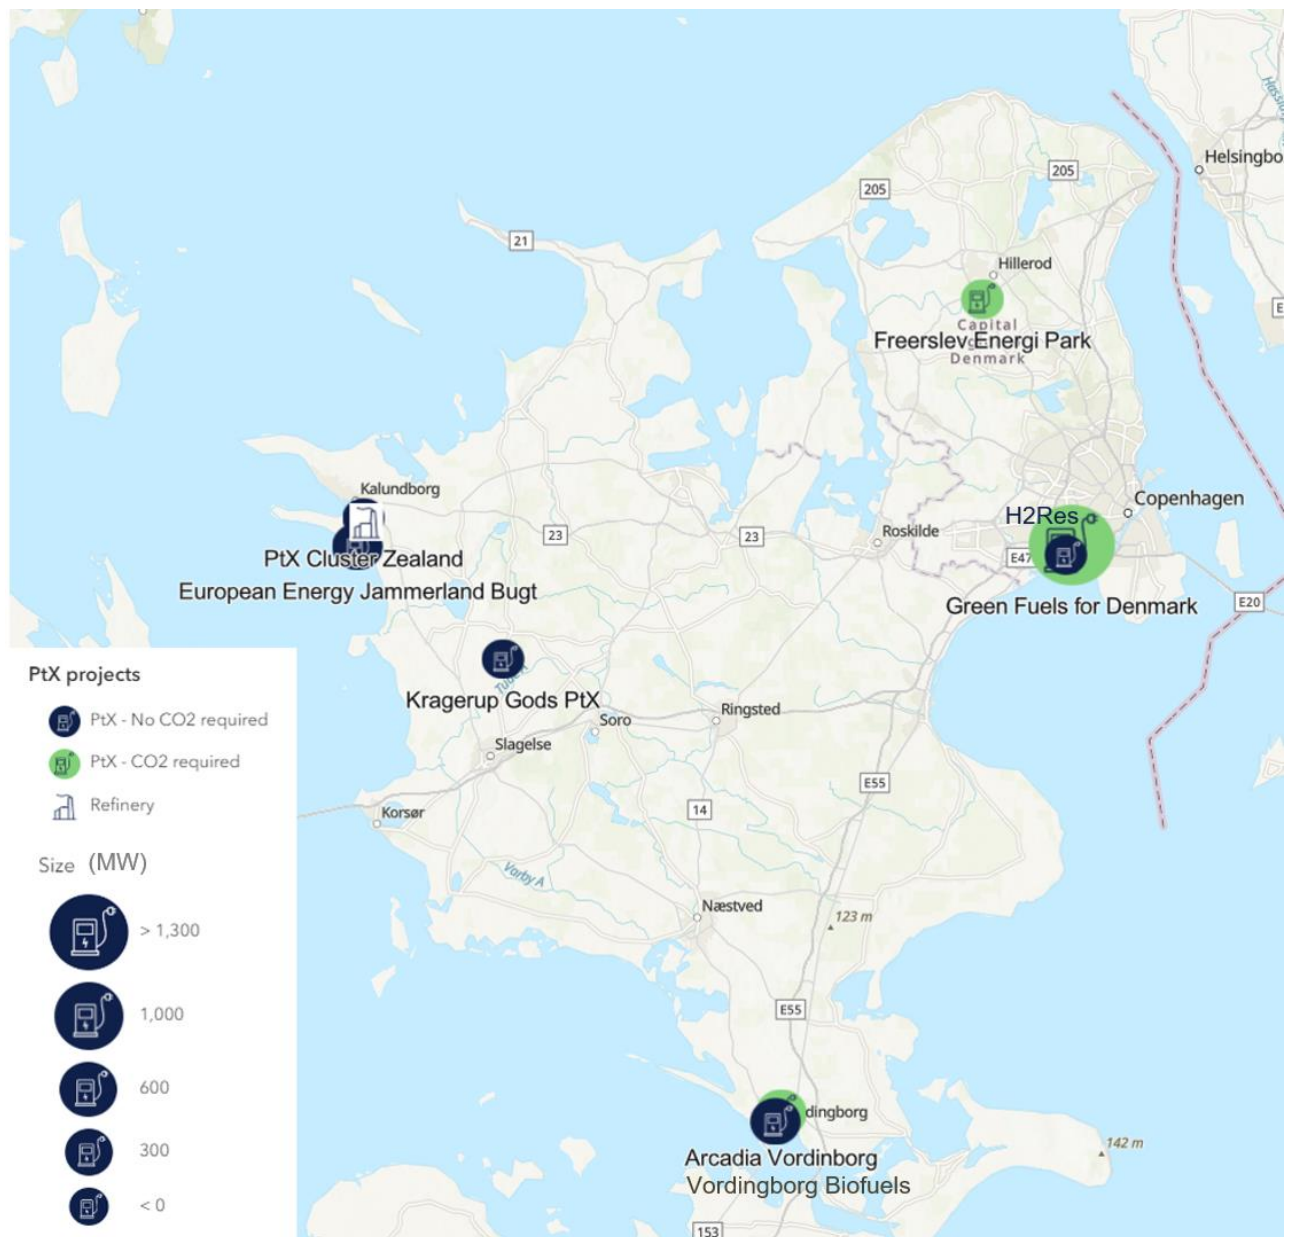 Helsingbo
205
205
21
Hillerod
Capital
Denmark
Freerslev Energi Park
Kalundborg
Copenhagen
H2Res
23
23
Roskilde
E47
PtX Cluster Zealand
European Energy Jammerland Bugt
Green Fuels for Denmark
E20
PtX projects
PtX - No CO2 required
PtX - CO2 required
Refinery
Kragerup Gods PtX
Soro
Ringsted
Slagelse
E55
14
Korsør
Size (MW)
Varby A
Næstved
123 m
> 1,300
1,000
E55
600
dingborg
300
142 m
Arcadia Vordinborg
Vordingborg Biofuels
< 0
153